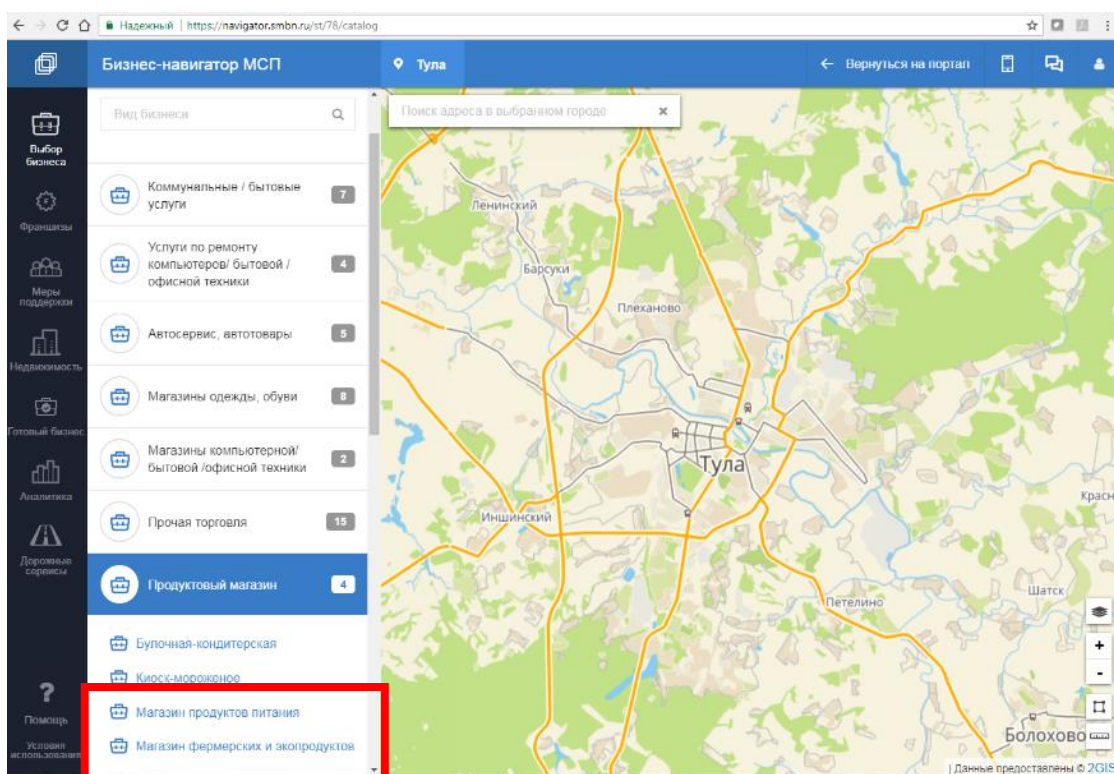 Надежный | https://navigator.smbn.ru/st/78/catalog
Бизнес-навигатор МСП
Тула
← Вернуться на портал
Выбор
бизнеса
Франшизы
Меры
поддержки
Недвижимость
Готовый бизнес
Аналитика
Дорожные
сервисы
?
Помощь
Условия
использования
Вид бизнеса
Коммунальные / бытовые
услуги
7
Услуги по ремонту
компьютеров/ бытовой /
офисной техники
4
Автосервис, автотовары
5
Магазины одежды, обуви
8
Магазины компьютерной/
бытовой /офисной техники
2
Прочая торговля
15
Продуктовый магазин
4
Булочная-кондитерская
Киоск-мороженое
Магазин продуктов питания
Магазин фермерских и экопродуктов
Поиск адреса в выбранном городе
Ленинский
Барсуки
Плеханово
Тула
Иншинский
Красн
Петелино
Шатск
Болохово
+
-
Данные предоставлены © 2GIS